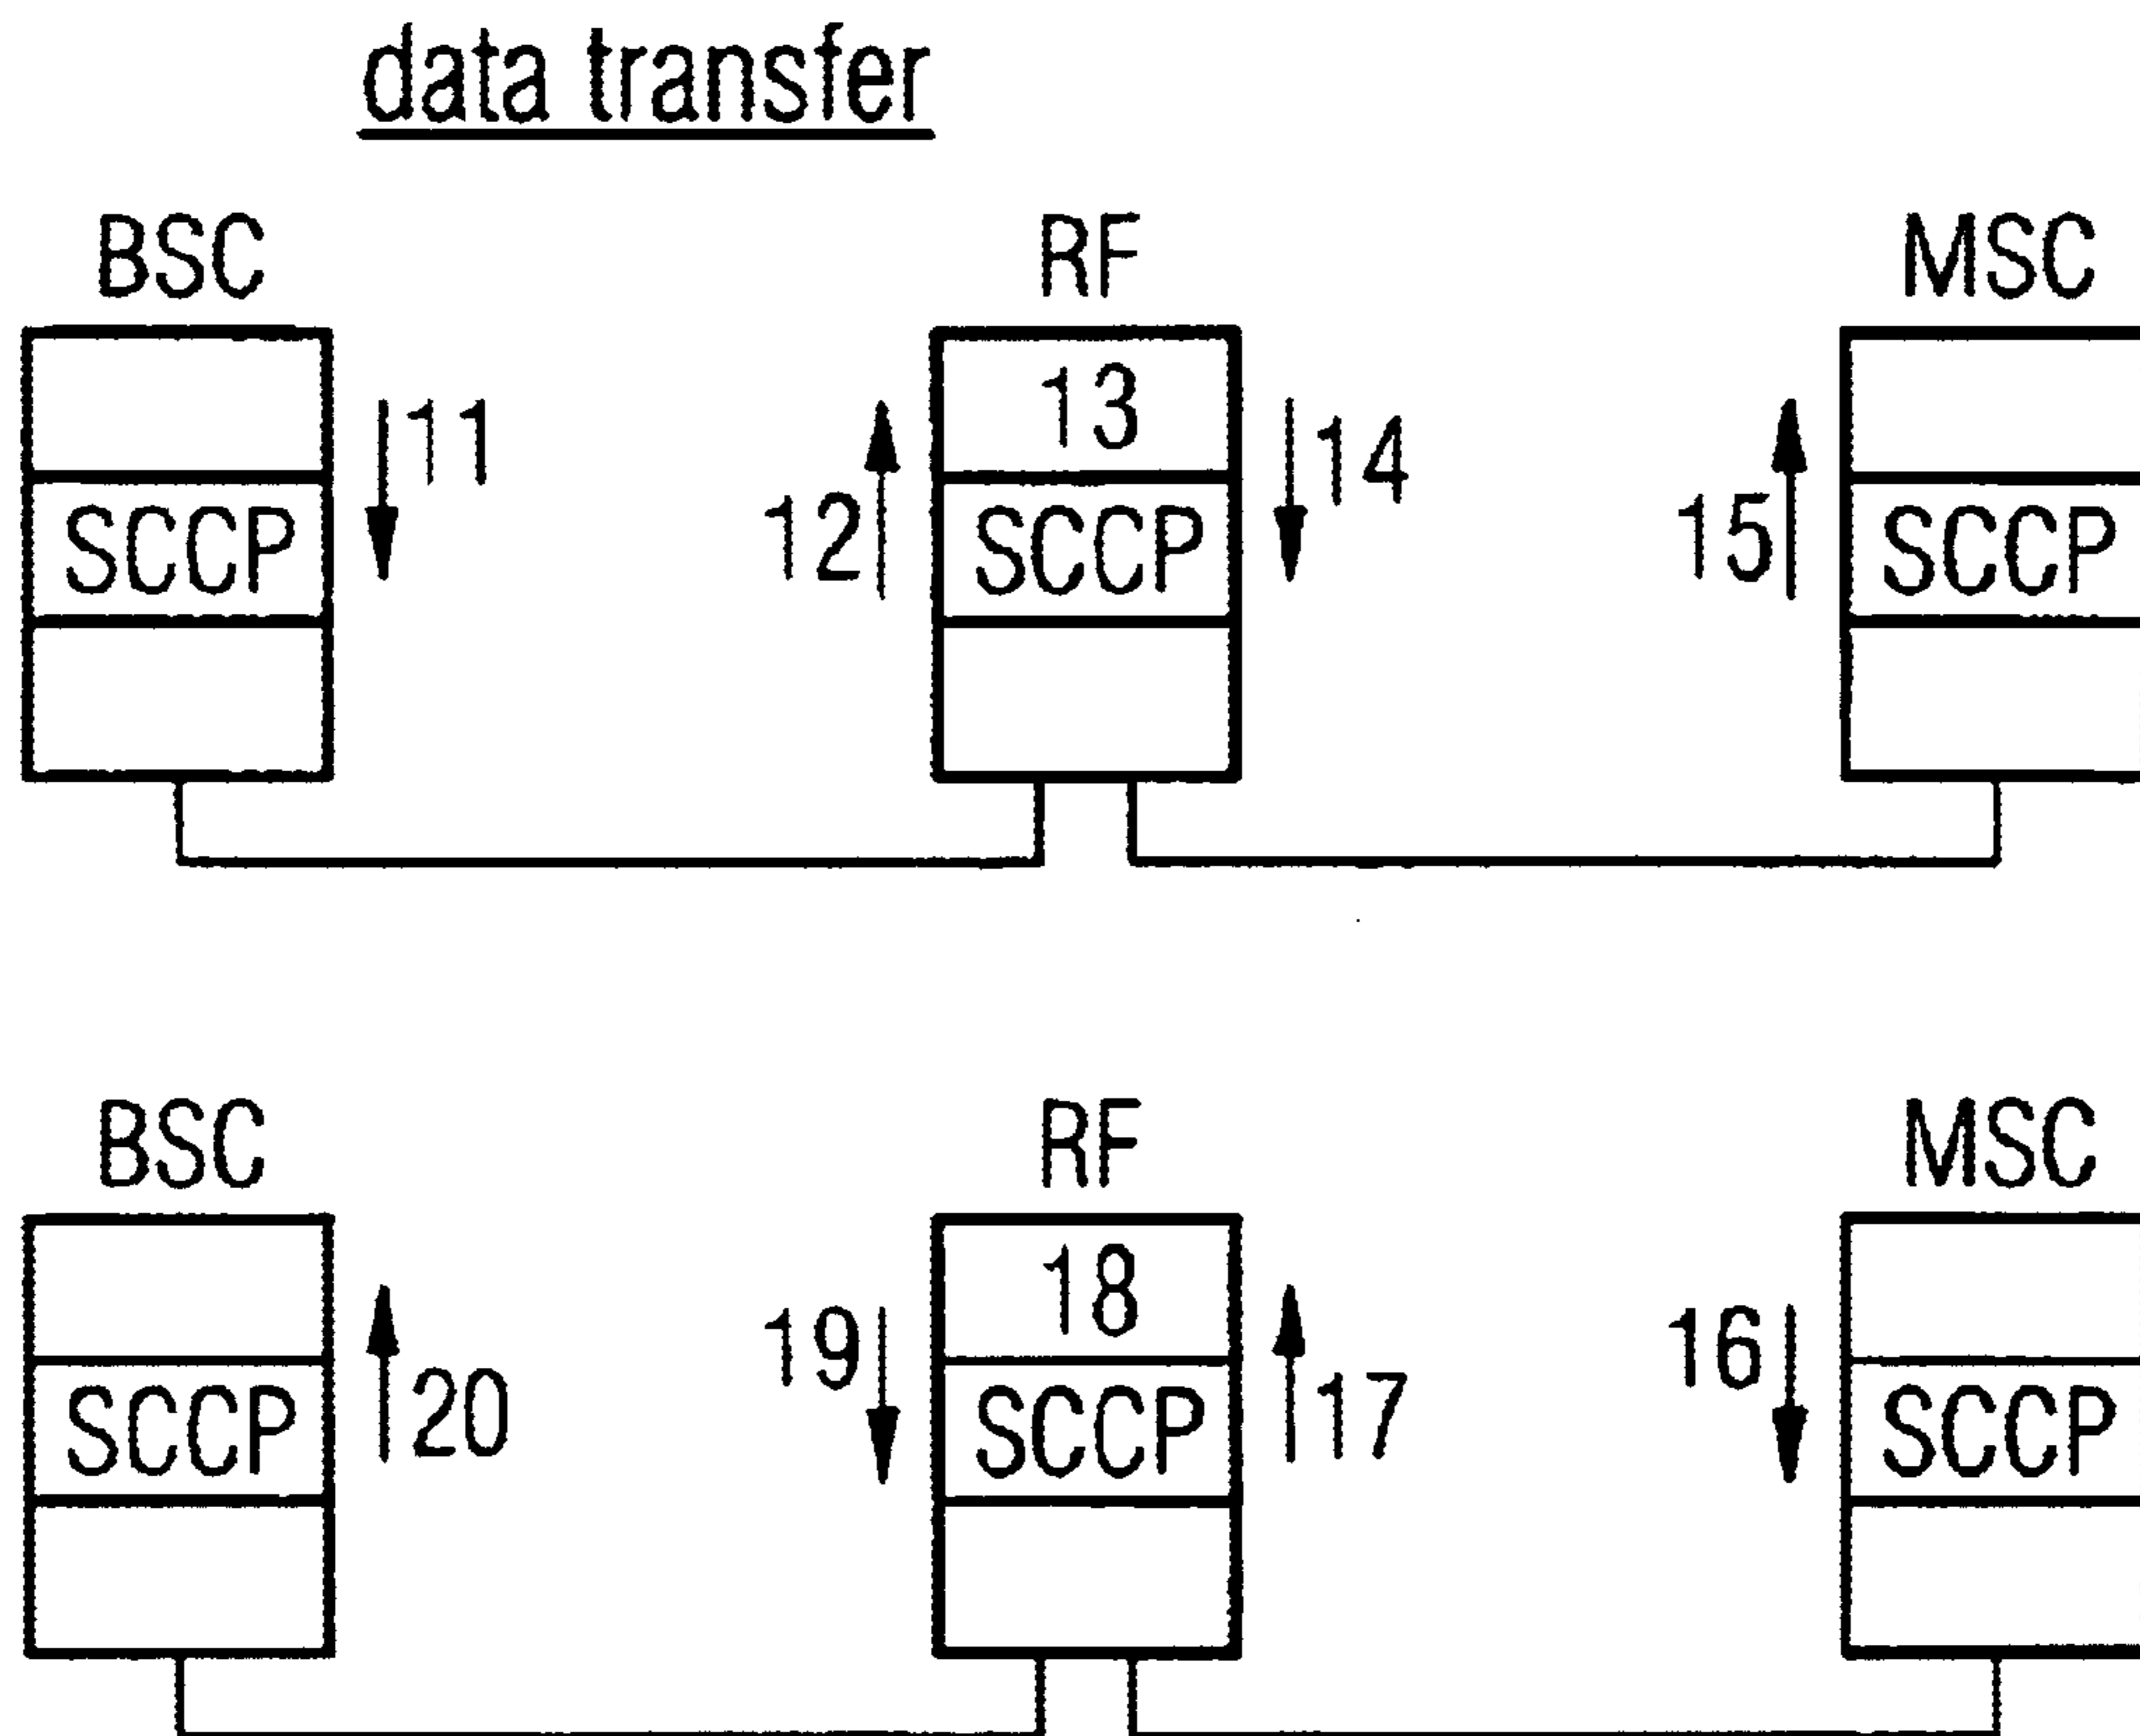 data transfer
BSC RF MSC
13
11 14
12 15
SCCP SCCP SCCP
BSC RF MSC
18
19 16
20 17
SCCP SCCP SCCP